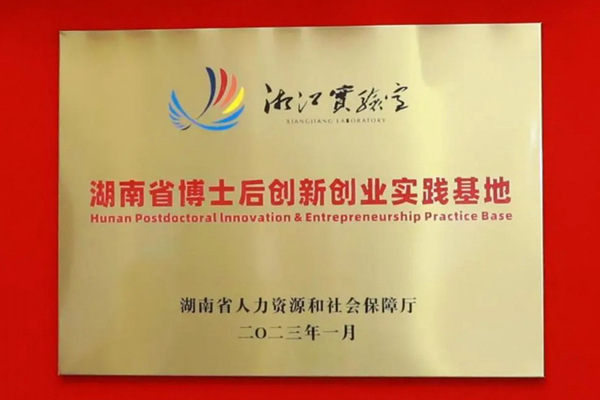 湘江實驗室
XIANGJIANG LABORATORY
湖南省博士后创新创业实践基地
Hunan Postdoctoral Innovation & Entrepreneurship Practice Base
湖南省人力资源和社会保障厅
二〇二三年一月